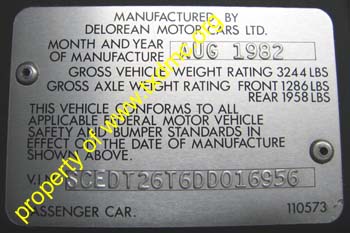 MANUFACTURED BY
DELOREAN MOTOR CARS LTD.
MONTH AND YEAR
OF MANUFACTURE AUG 1982
GROSS VEHICLE WEIGHT RATING 3244 LBS
GROSS AXLE WEIGHT RATING FRONT 1286 LBS
REAR 1958 LBS
THIS VEHICLE CONFORMS TO ALL
APPLICABLE FEDERAL MOTOR VEHICLE
SAFETY AND BUMPER STANDARDS IN
EFFECT ON THE DATE OF MANUFACTURE
SHOWN ABOVE.
V.I.N. SCEDT26T6DD016956
PASSENGER CAR. 110573
property of